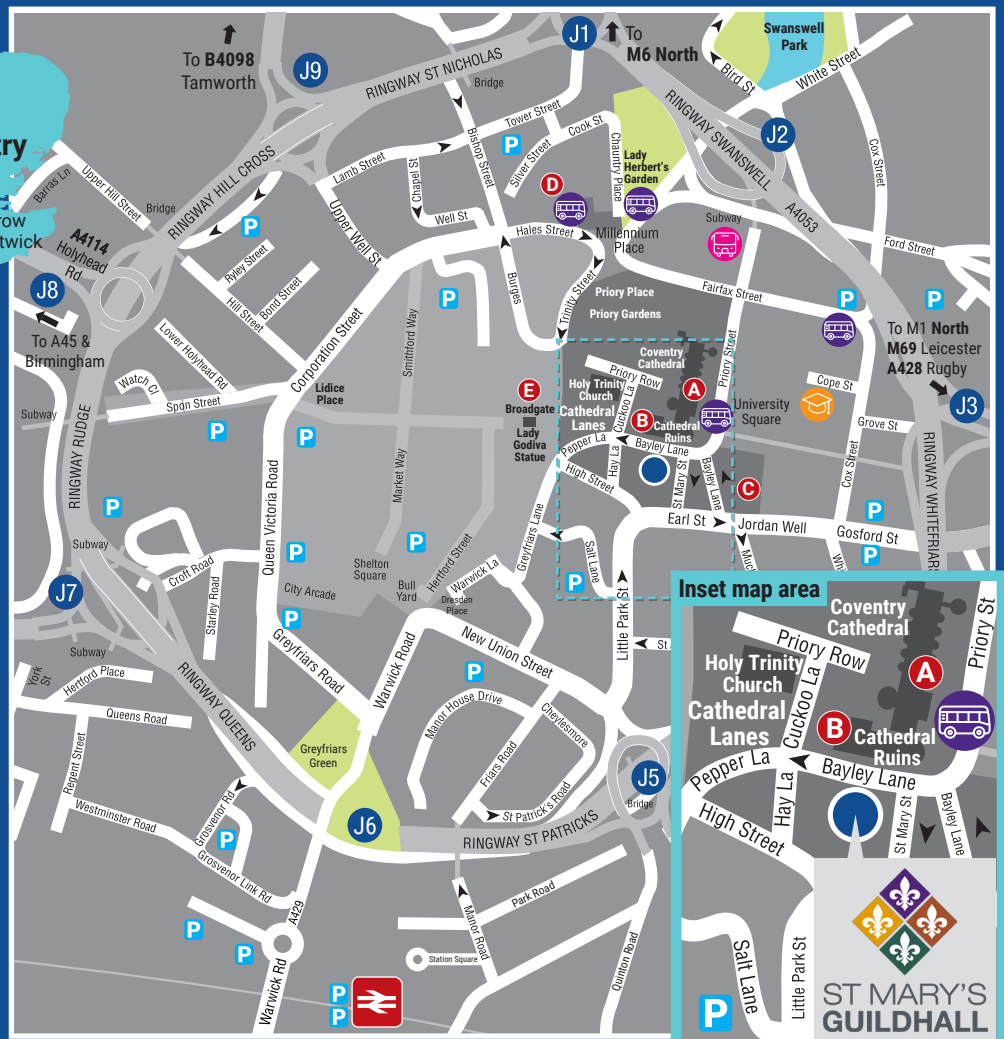 To B4098
Tamworth
J9
J1
To
M6 North
Swanswell
Park
Bird St
White Street
RINGWAY ST NICHOLAS
Bridge
RINGWAY SWANSWELL
J2
Cox Street
Tower Street
Cook St
Silver Street
Bishop Street
Chauntry Place
Lady
Herbert's
Garden
Lamb Street
Chapel St
Well St
Upper Well St
RINGWAY HILL CROSS
Barras Ln
Upper Hill Street
Bridge
A4114
Holyhead
Rd
J8
To A45 &
Birmingham
P
D
Hales Street
Millennium
Place
Subway
A4053
Ford Street
Fairfax Street
Ryley Street
Bond Street
Hill Street
Lower Holyhead Rd
Watch Cl
Spon Street
Subway
Corporation Street
Smithford Way
Burges
Trinity Street
Priory Place
Priory Gardens
Priory Street
P
P
P
P
P
To M1 North
M69 Leicester
A428 Rugby
J3
Lidice
Place
E
Broadgate
Lady
Godiva
Statue
Coventry
Cathedral
Priory Row
Holy Trinity
Church
Cathedral
Lanes
Cuckoo La
A
B
Cathedral
Ruins
University
Square
Cope St
Grove St
Cox Street
RINGWAY WHITEFRIARS
Pepper La
Hay La
Bayley Lane
High Street
St Mary St
Bayley Lane
C
Earl St
Jordan Well
Gosford St
Muc
Wh
P
P
P
P
RINGWAY RUDGE
Queen Victoria Road
Market Way
Greyfriars Lane
Salt Lane
Little Park St
P
P
P
P
P
P
Subway
J7
Croft Road
Starley Road
City Arcade
Shelton
Square
Bull
Yard
Hertford Street
Warwick La
Dresden
Place
New Union Street
St
Greyfriars Road
Warwick Road
P
Subway
York
St
Hertford Place
Queens Road
Regent Street
Westminster Road
RINGWAY QUEENS
Greyfriars
Green
Manor House Drive
Cheylesmore
Friars Road
St Patrick's Road
J5
Bridge
J6
RINGWAY ST PATRICKS
Grosvenor Rd
Grosvenor Link Rd
P
P
P
A429
Warwick Rd
Park Road
Manor Road
Station Square
Quinton Road
P
P
Inset map area
Coventry
Cathedral
Priory St
Priory Row
Holy Trinity
Church
Cathedral
Lanes
Cuckoo La
A
B
Cathedral
Ruins
Pepper La
Bayley Lane
Hay La
High Street
St Mary St
Bayley Lane
Salt Lane
Little Park St
P
ST MARY'S
GUILDHALL